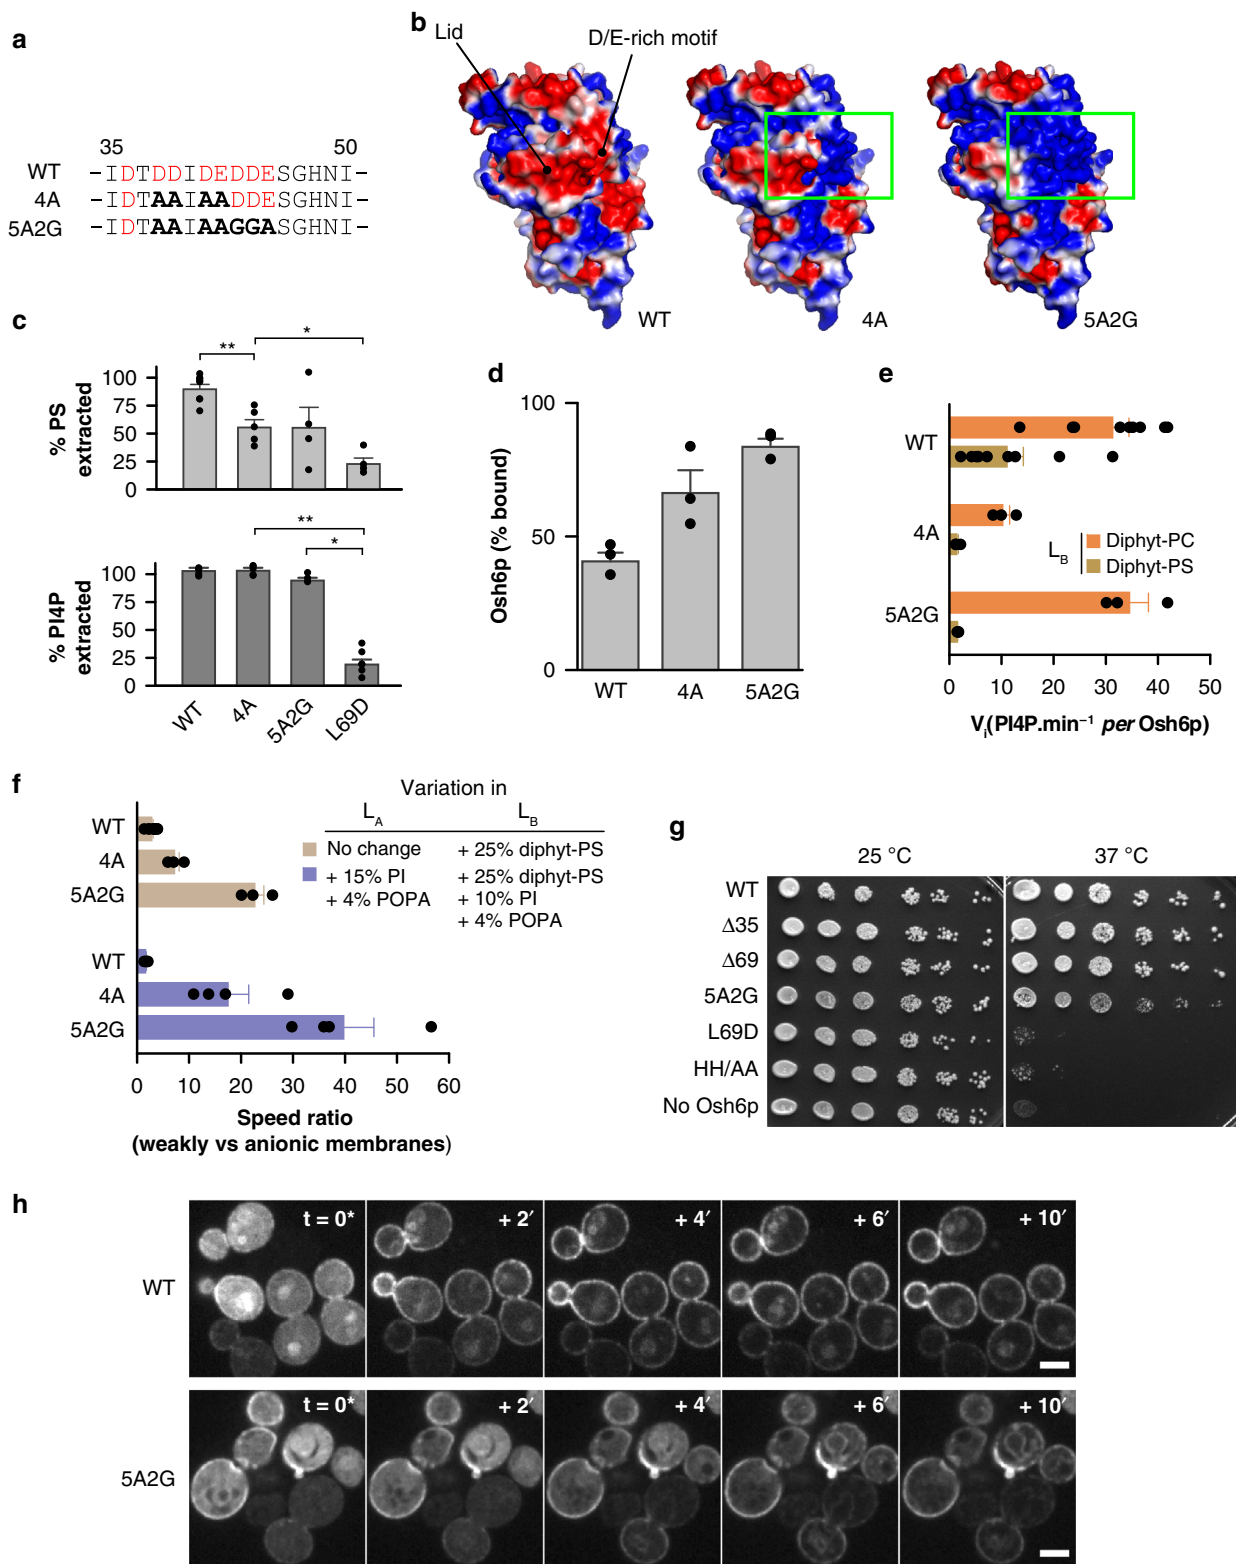 a
35 50
WT -IDTDDIDEDDESGHNI-
4A -IDTAAIAADDESGHNI-
5A2G -IDTAAIAAGGASGHNI-
b
Lid D/E-rich motif
WT 4A 5A2G
c
** *
% PS extracted
100
75
50
25
0
** *
% PI4P extracted
100
75
50
25
0
WT 4A 5A2G L69D
d
Osh6p (% bound)
100
50
0
WT 4A 5A2G
e
WT
4A
5A2G
L_B
Diphyt-PC
Diphyt-PS
0 10 20 30 40 50
V_i(PI4P.min⁻¹ per Osh6p)
f
Variation in
L_A L_B
No change + 25% diphyt-PS
+ 15% PI + 25% diphyt-PS
+ 4% POPA + 10% PI
+ 4% POPA
WT
4A
5A2G
WT
4A
5A2G
0 10 20 30 40 50 60
Speed ratio
(weakly vs anionic membranes)
g
25 °C 37 °C
WT
Δ35
Δ69
5A2G
L69D
HH/AA
No Osh6p
h
WT
t = 0* + 2′ + 4′ + 6′ + 10′
5A2G
t = 0* + 2′ + 4′ + 6′ + 10′